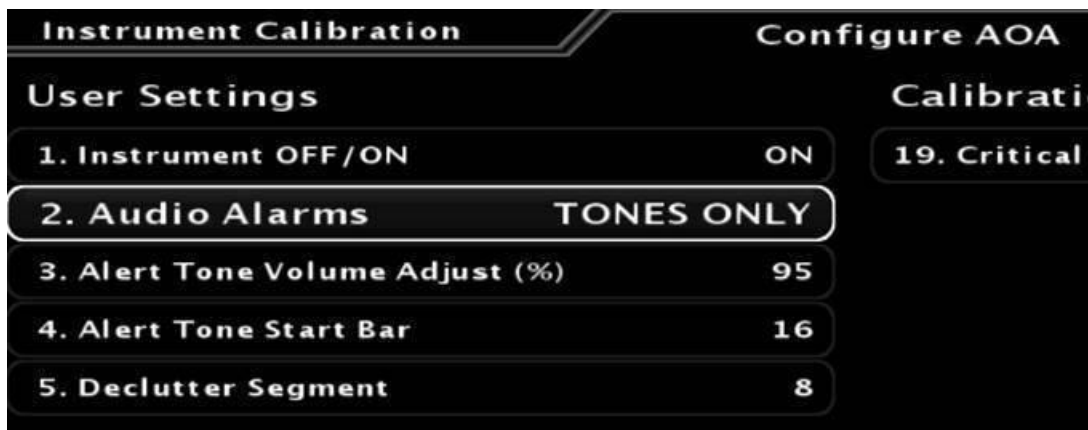 Instrument Calibration
Configure AOA
User Settings
Calibrati
1. Instrument OFF/ON ON
19. Critical
2. Audio Alarms TONES ONLY
3. Alert Tone Volume Adjust (%) 95
4. Alert Tone Start Bar 16
5. Declutter Segment 8